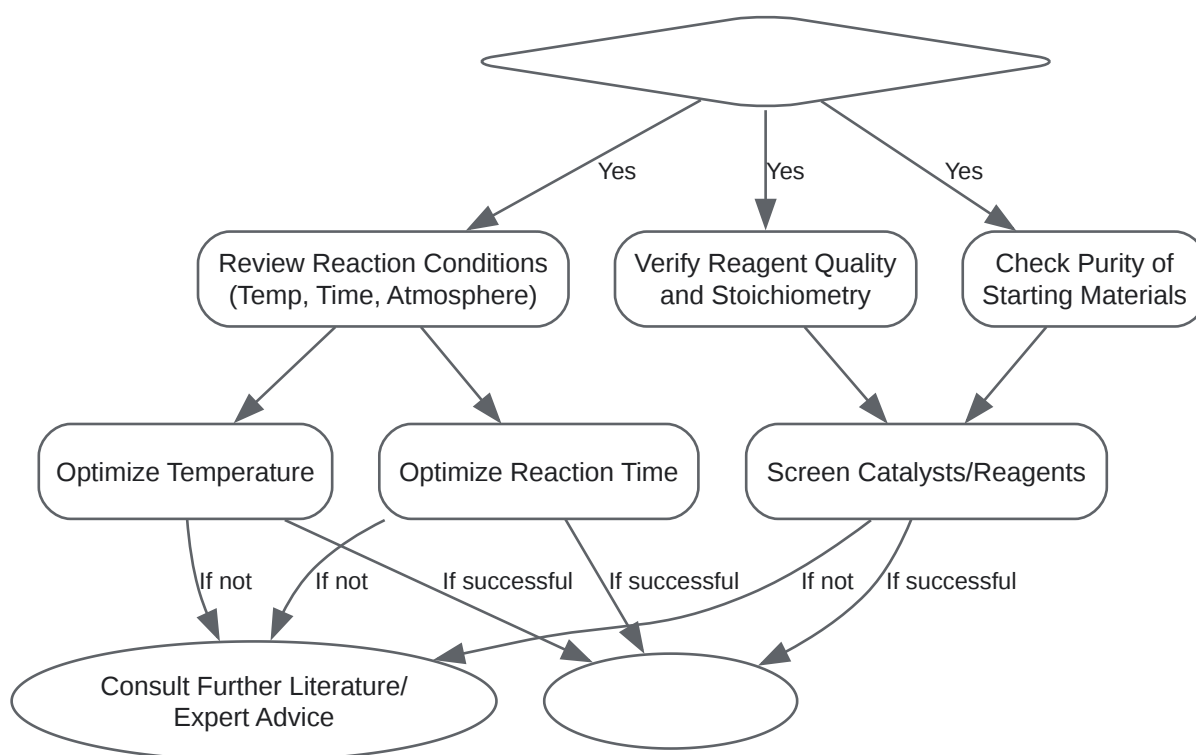 Yes
Yes
Yes
Review Reaction Conditions
(Temp, Time, Atmosphere)
Verify Reagent Quality
and Stoichiometry
Check Purity of
Starting Materials
Optimize Temperature
Optimize Reaction Time
Screen Catalysts/Reagents
If not
If not
If successful
If successful
If not
If successful
Consult Further Literature/
Expert Advice